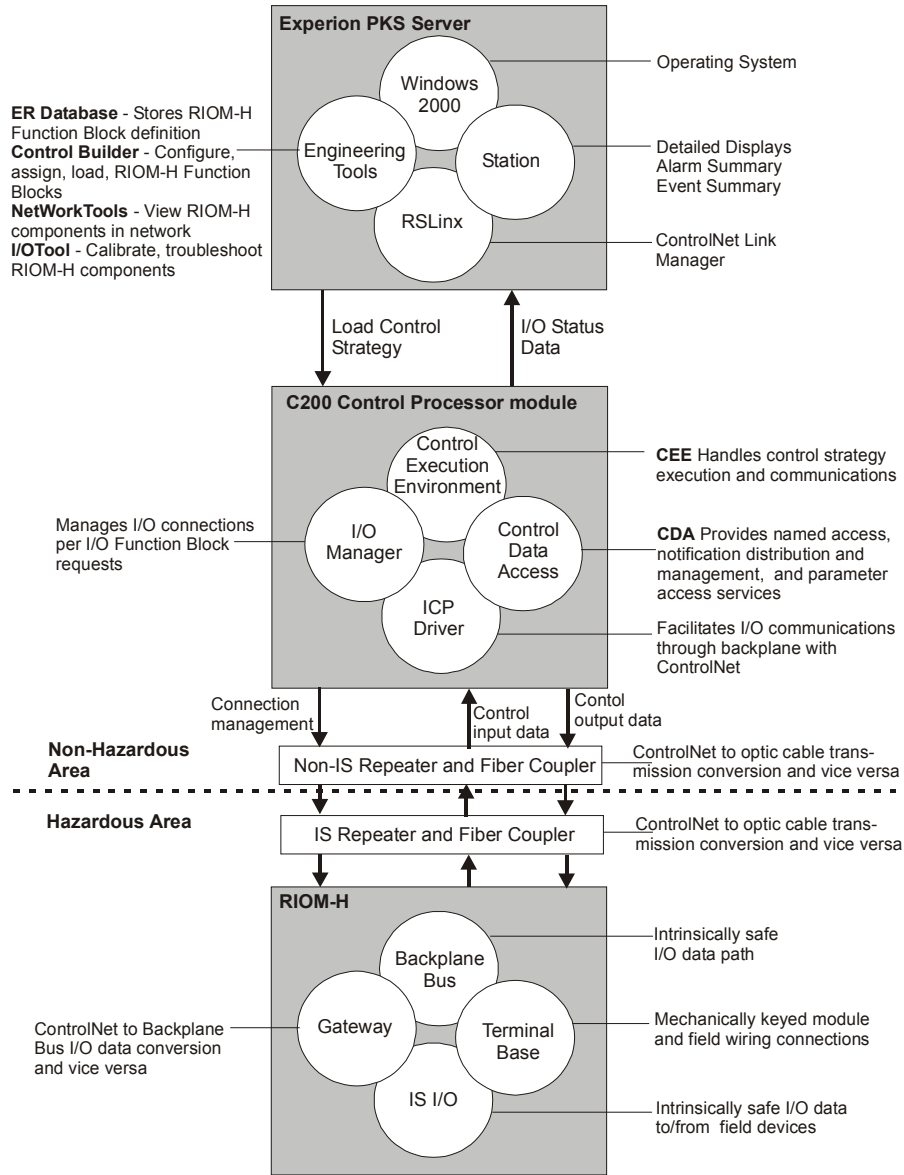 Experion PKS Server
Windows
2000
Engineering
Tools
Station
RSLinx
Operating System
ER Database - Stores RIOM-H
Function Block definition
Control Builder - Configure,
assign, load, RIOM-H Function
Blocks
NetWorkTools - View RIOM-H
components in network
I/OTool - Calibrate, troubleshoot
RIOM-H components
Detailed Displays
Alarm Summary
Event Summary
ControlNet Link
Manager
Load Control
Strategy
I/O Status
Data
C200 Control Processor module
Control
Execution
Environment
I/O
Manager
Control
Data
Access
ICP
Driver
CEE Handles control strategy
execution and communications
Manages I/O connections
per I/O Function Block
requests
CDA Provides named access,
notification distribution and
management, and parameter
access services
Facilitates I/O communications
through backplane with
ControlNet
Connection
management
Control
input data
Contol
output data
Non-Hazardous
Area
Non-IS Repeater and Fiber Coupler
ControlNet to optic cable trans-
mission conversion and vice versa
Hazardous Area
IS Repeater and Fiber Coupler
ControlNet to optic cable trans-
mission conversion and vice versa
RIOM-H
Backplane
Bus
Gateway
Terminal
Base
IS I/O
Intrinsically safe
I/O data path
ControlNet to Backplane
Bus I/O data conversion
and vice versa
Mechanically keyed module
and field wiring connections
Intrinsically safe I/O data
to/from field devices